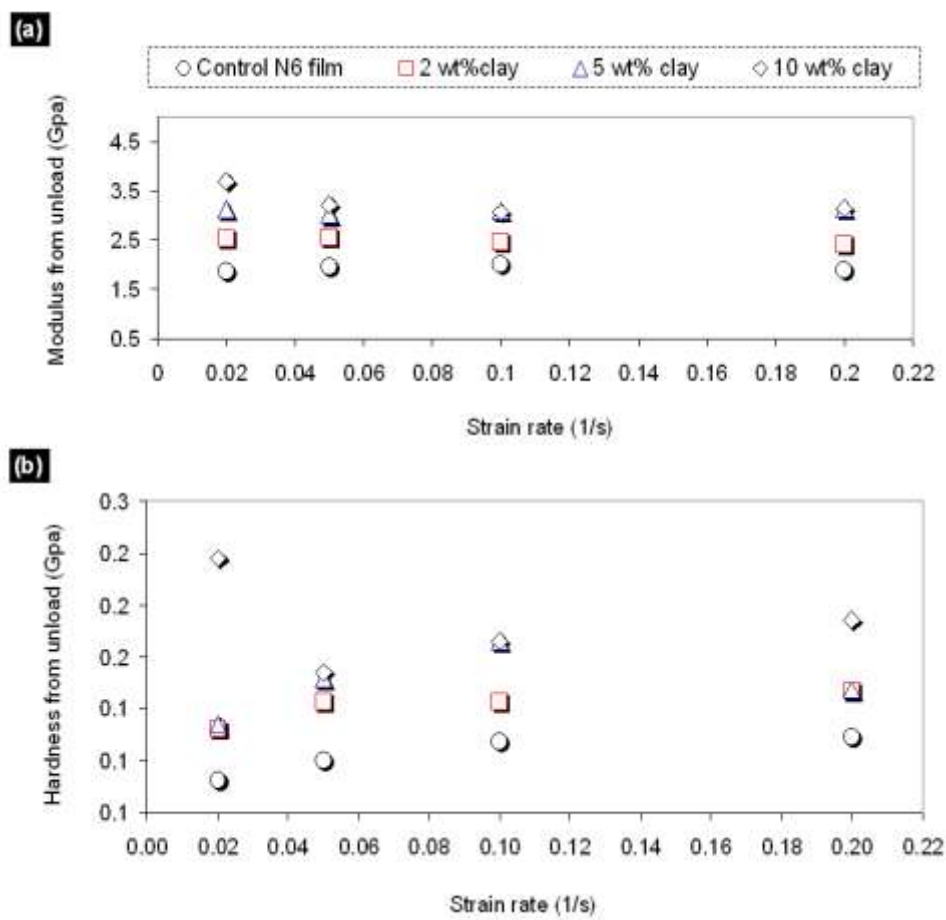 (a)
Control N6 film 2 wt%clay 5 wt% clay 10 wt% clay
Modulus from unload (Gpa)
4.5
3.5
2.5
1.5
0.5
0 0.02 0.04 0.06 0.08 0.1 0.12 0.14 0.16 0.18 0.2 0.22
Strain rate (1/s)
(b)
Hardness from unload (Gpa)
0.3
0.2
0.2
0.2
0.1
0.1
0.1
0.00 0.02 0.04 0.06 0.08 0.10 0.12 0.14 0.16 0.18 0.20 0.22
Strain rate (1/s)